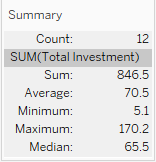 Summary
Count: 12
SUM(Total Investment)
Sum: 846.5
Average: 70.5
Minimum: 5.1
Maximum: 170.2
Median: 65.5